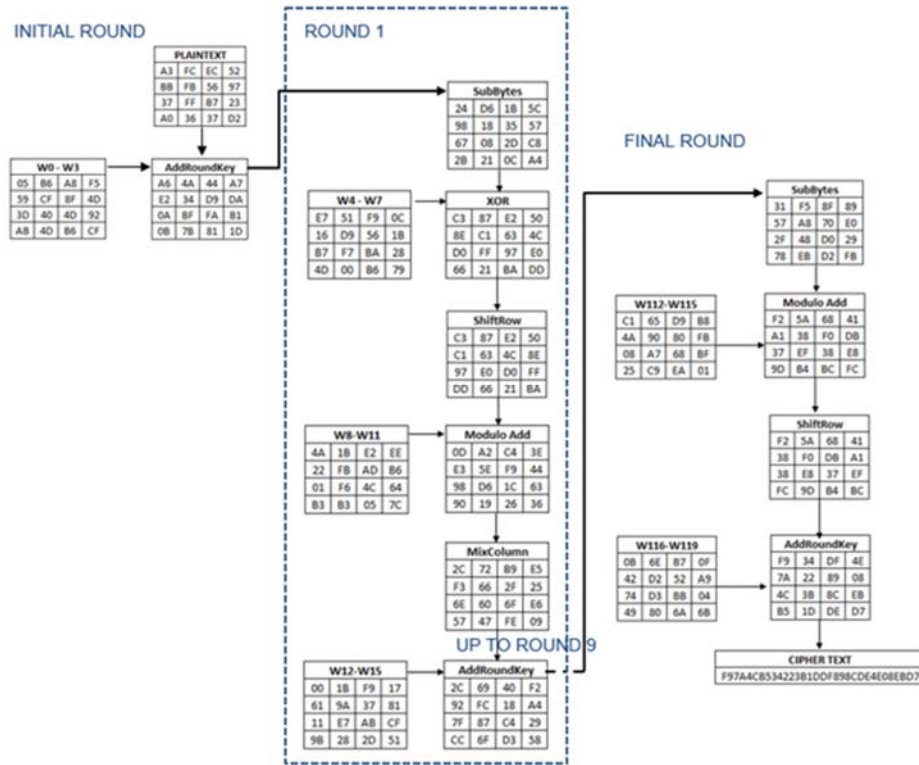 INITIAL ROUND
PLAINTEXT
A3 FC EC 52
BB FB 56 97
37 FF B7 23
A0 36 37 D2
W0 - W3
05 B6 A8 F5
59 CF 8F 4D
3D 40 4D 92
AB 4D B6 CF
AddRoundKey
A6 4A 44 A7
E2 34 D9 DA
0A BF FA B1
0B 7B 81 1D
ROUND 1
SubBytes
24 D6 1B 5C
98 18 35 57
67 08 2D C8
2B 21 0C A4
W4 - W7
E7 51 F9 0C
16 D9 56 1B
B7 F7 BA 28
4D 00 B6 79
XOR
C3 87 E2 50
8E C1 63 4C
D0 FF 97 E0
66 21 BA DD
ShiftRow
C3 87 E2 50
C1 63 4C 8E
97 E0 D0 FF
DD 66 21 BA
W8-W11
4A 1B E2 EE
22 FB AD B6
01 F6 4C 64
B3 B3 05 7C
Modulo Add
0D A2 C4 3E
E3 5E F9 44
98 D6 1C 63
90 19 26 36
MixColumn
2C 72 B9 E5
F3 66 2F 25
6E 60 6F E6
57 47 FE 09
UP TO ROUND 9
W12-W15
00 1B F9 17
61 9A 37 81
11 E7 AB CF
9B 28 2D 51
AddRoundKey
2C 69 40 F2
92 FC 18 A4
7F 87 C4 29
CC 6F D3 58
FINAL ROUND
SubBytes
31 F5 8F 89
57 A8 70 E0
2F 48 D0 29
78 EB D2 FB
W112-W115
C1 65 D9 B8
4A 90 80 FB
08 A7 68 BF
25 C9 EA 01
Modulo Add
F2 5A 68 41
A1 38 F0 DB
37 EF 38 E8
9D B4 BC FC
ShiftRow
F2 5A 68 41
38 F0 DB A1
38 E8 37 EF
FC 9D B4 BC
W116-W119
0B 6E B7 0F
42 D2 52 A9
74 D3 BB 04
49 80 6A 6B
AddRoundKey
F9 34 DF 4E
7A 22 89 08
4C 3B 8C EB
B5 1D DE D7
CIPHER TEXT
F97A4CB534223B1DDF898CDE4E08EBD7